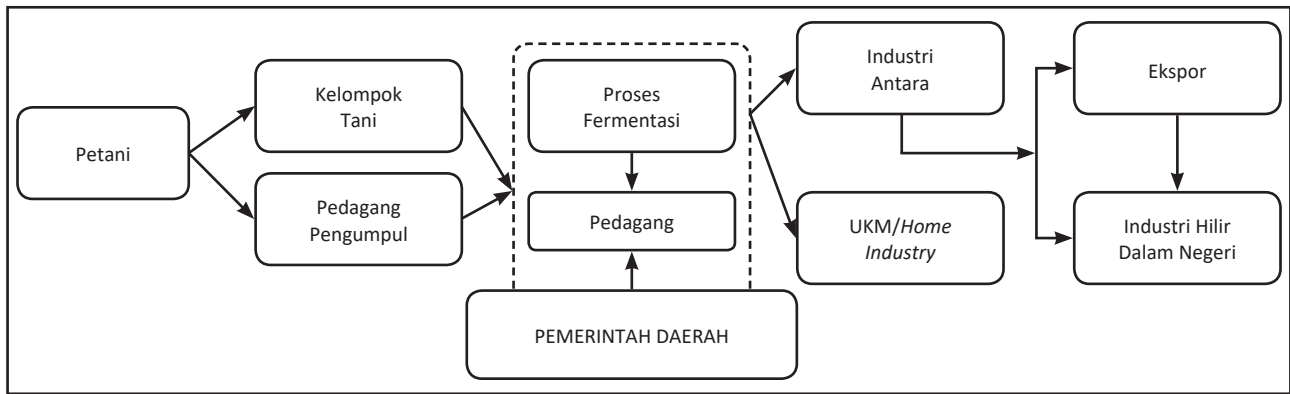 Petani
Kelompok
Tani
Pedagang
Pengumpul
Proses
Fermentasi
Pedagang
PEMERINTAH DAERAH
Industri
Antara
UKM/Home
Industry
Ekspor
Industri Hilir
Dalam Negeri